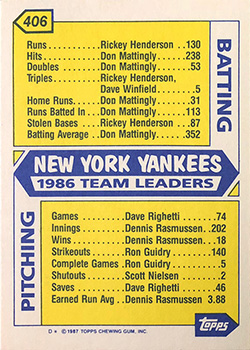 406
BATTING
Runs . . . . . . . Rickey Henderson . . .130
Hits . . . . . . . . Don Mattingly . . . . . .238
Doubles . . . . . Don Mattingly . . . . . . .53
Triples . . . . . . Rickey Henderson,
Dave Winfield . . . . . . . .5
Home Runs. . . . . Don Mattingly . . . . . . .31
Runs Batted In . . . . Don Mattingly . . . . . .113
Stolen Bases . . . . Rickey Henderson . . . .87
Batting Average . . Don Mattingly . . . . . .352
NEW YORK YANKEES
1986 TEAM LEADERS
PITCHING
Games . . . . . . . Dave Righetti . . . . .74
Innings . . . . . . Dennis Rasmussen . .202
Wins . . . . . . . . Dennis Rasmussen . . .18
Strikeouts . . . . . Ron Guidry . . . . . . .140
Complete Games . Ron Guidry . . . . . . . . .5
Shutouts . . . . . . Scott Nielsen . . . . . . .2
Saves . . . . . . . . Dave Righetti . . . . . .46
Earned Run Avg . . Dennis Rasmussen 3.88
D* © 1987 TOPPS CHEWING GUM, INC.
Topps